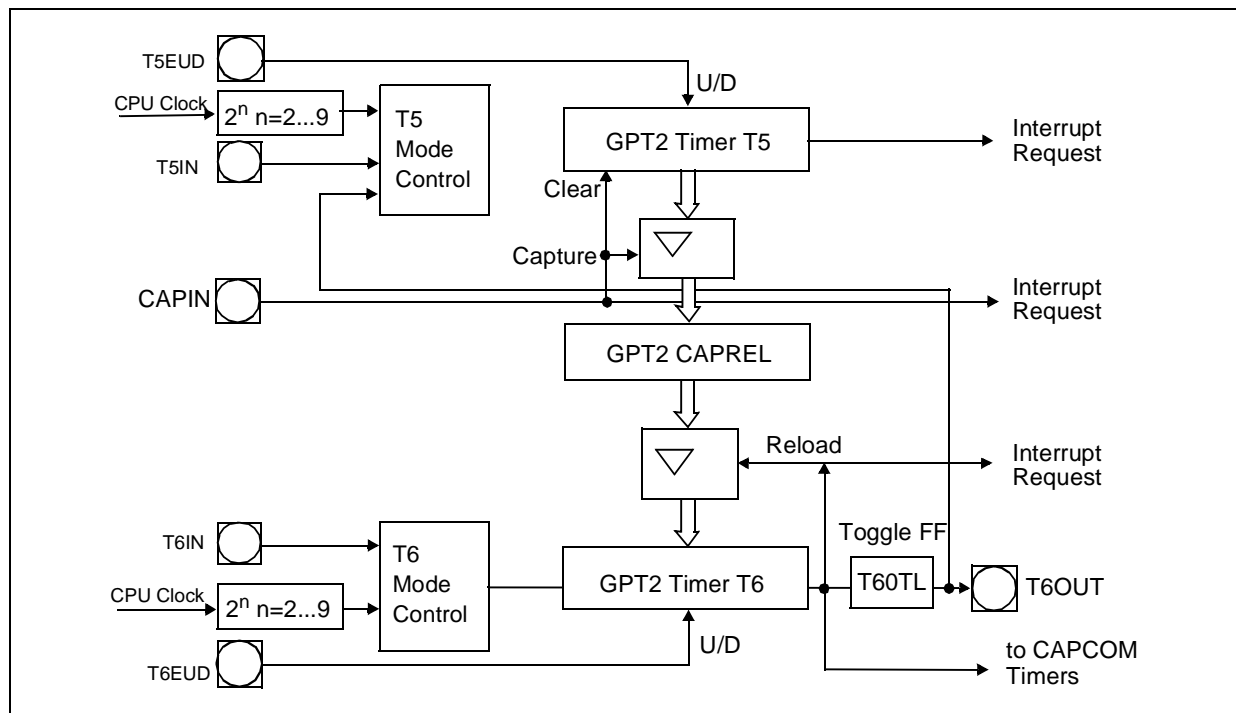 T5EUD
U/D
CPU Clock
2ⁿ n=2...9
T5
Mode
Control
GPT2 Timer T5
Interrupt
Request
T5IN
Clear
Capture
CAPIN
Interrupt
Request
GPT2 CAPREL
Reload
Interrupt
Request
T6IN
T6
Mode
Control
Toggle FF
GPT2 Timer T6
T60TL
T6OUT
CPU Clock
2ⁿ n=2...9
U/D
T6EUD
to CAPCOM
Timers